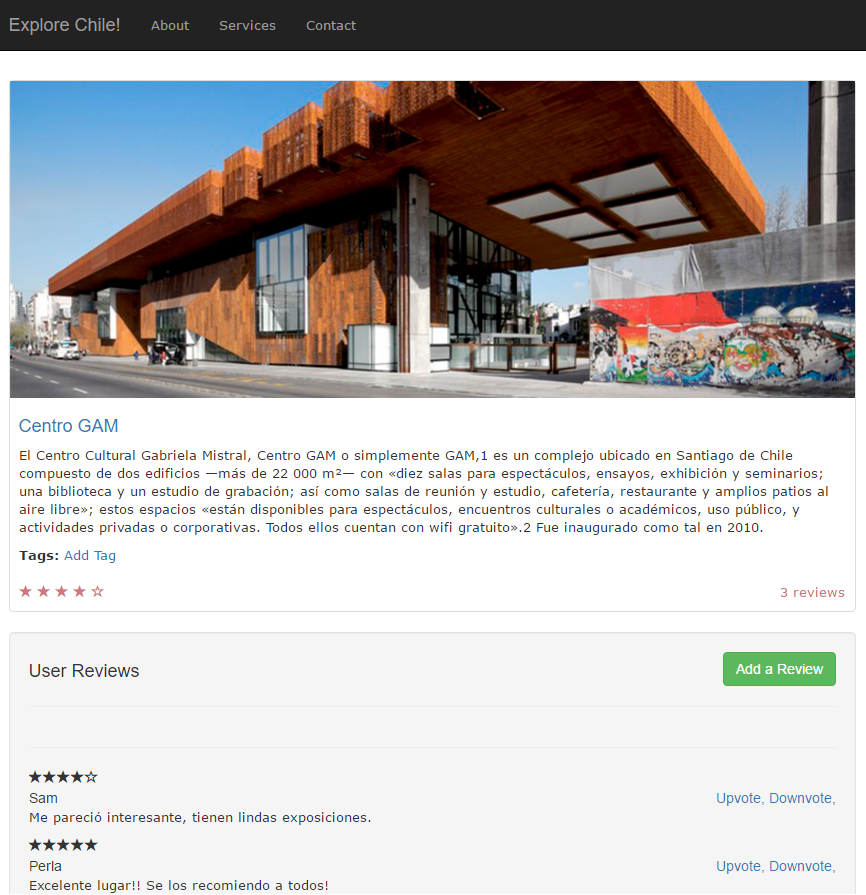 Explore Chile! About Services Contact
Centro GAM
El Centro Cultural Gabriela Mistral, Centro GAM o simplemente GAM,1 es un complejo ubicado en Santiago de Chile
compuesto de dos edificios —más de 22 000 m²— con «diez salas para espectáculos, ensayos, exhibición y seminarios;
una biblioteca y un estudio de grabación; así como salas de reunión y estudio, cafetería, restaurante y amplios patios al
aire libre»; estos espacios «están disponibles para espectáculos, encuentros culturales o académicos, uso público, y
actividades privadas o corporativas. Todos ellos cuentan con wifi gratuito».2 Fue inaugurado como tal en 2010.
Tags: Add Tag
★ ★ ★ ★ ☆ 3 reviews
User Reviews Add a Review
★★★★☆
Sam Upvote, Downvote,
Me pareció interesante, tienen lindas exposiciones.
★★★★★
Perla Upvote, Downvote,
Excelente lugar!! Se los recomiendo a todos!